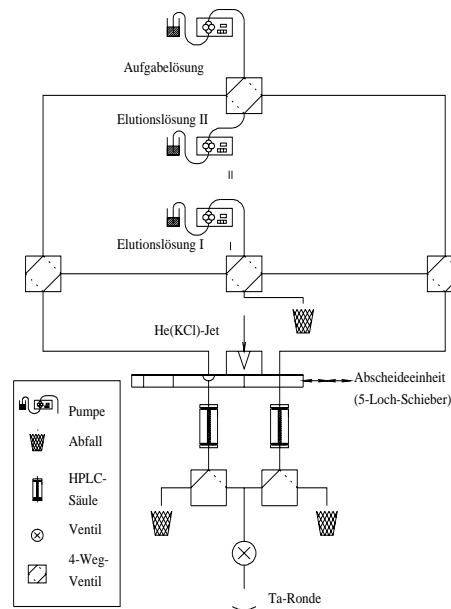 Aufgabelösung
Elutionslösung II
II
Elutionslösung I
I
He(KCl)-Jet
Abscheideeinheit
(5-Loch-Schieber)
Pumpe
Abfall
HPLC-
Säule
Ventil
4-Weg-
Ventil
Ta-Ronde